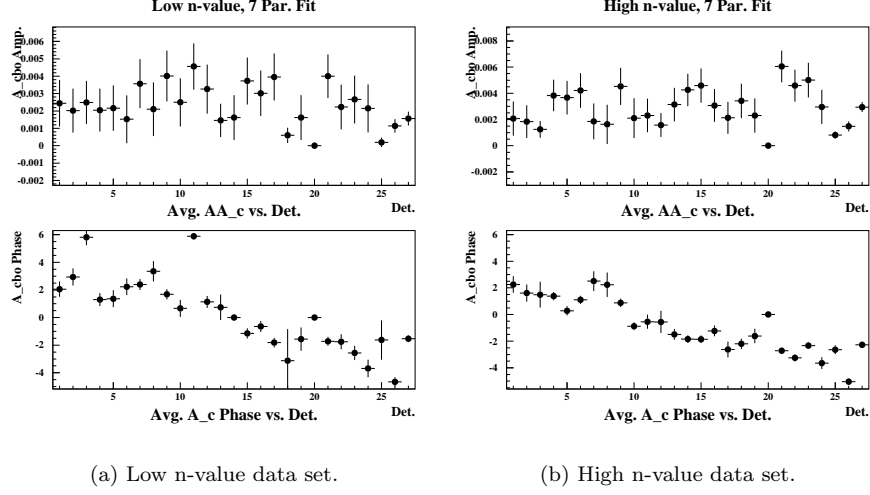 Low n-value, 7 Par. Fit
A_cbo Amp.
0.006
0.005
0.004
0.003
0.002
0.001
0
-0.001
-0.002
5 10 15 20 25
Avg. AA_c vs. Det.
Det.
High n-value, 7 Par. Fit
A_cbo Amp.
0.008
0.006
0.004
0.002
0
-0.002
5 10 15 20 25
Avg. AA_c vs. Det.
Det.
A_cbo Phase
6
4
2
0
-2
-4
5 10 15 20 25
Avg. A_c Phase vs. Det.
Det.
A_cbo Phase
6
4
2
0
-2
-4
5 10 15 20 25
Avg. A_c Phase vs. Det.
Det.
(a) Low n-value data set.
(b) High n-value data set.